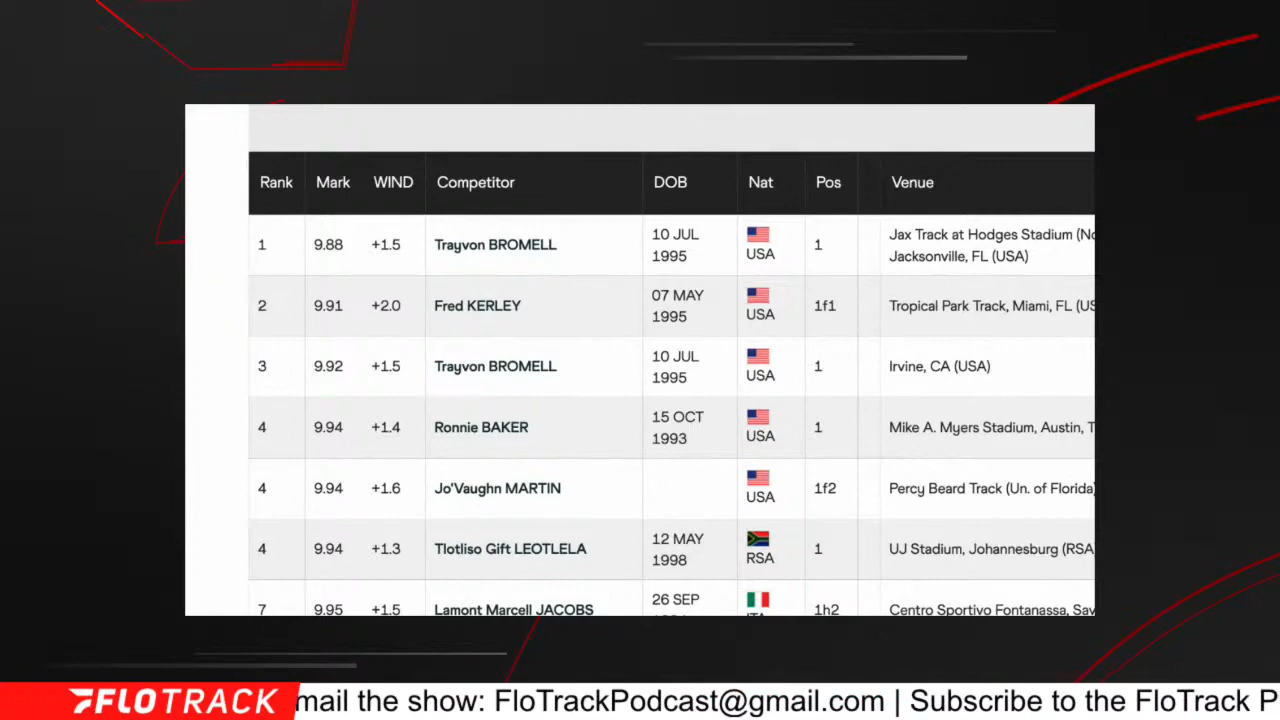 Rank Mark WIND Competitor DOB Nat Pos Venue
1 9.88 +1.5 Trayvon BROMELL 10 JUL 1995 USA 1 Jax Track at Hodges Stadium (No
Jacksonville, FL (USA)
2 9.91 +2.0 Fred KERLEY 07 MAY 1995 USA 1f1 Tropical Park Track, Miami, FL (US
3 9.92 +1.5 Trayvon BROMELL 10 JUL 1995 USA 1 Irvine, CA (USA)
4 9.94 +1.4 Ronnie BAKER 15 OCT 1993 USA 1 Mike A. Myers Stadium, Austin, T
4 9.94 +1.6 Jo'Vaughn MARTIN USA 1f2 Percy Beard Track (Un. of Florida)
4 9.94 +1.3 Tlotliso Gift LEOTLELA 12 MAY 1998 RSA 1 UJ Stadium, Johannesburg (RSA
7 9.95 +1.5 Lamont Marcell JACOBS 26 SEP 1h2 Centro Sportivo Fontanassa, Sav
FLOTRACK mail the show: FloTrackPodcast@gmail.com | Subscribe to the FloTrack P